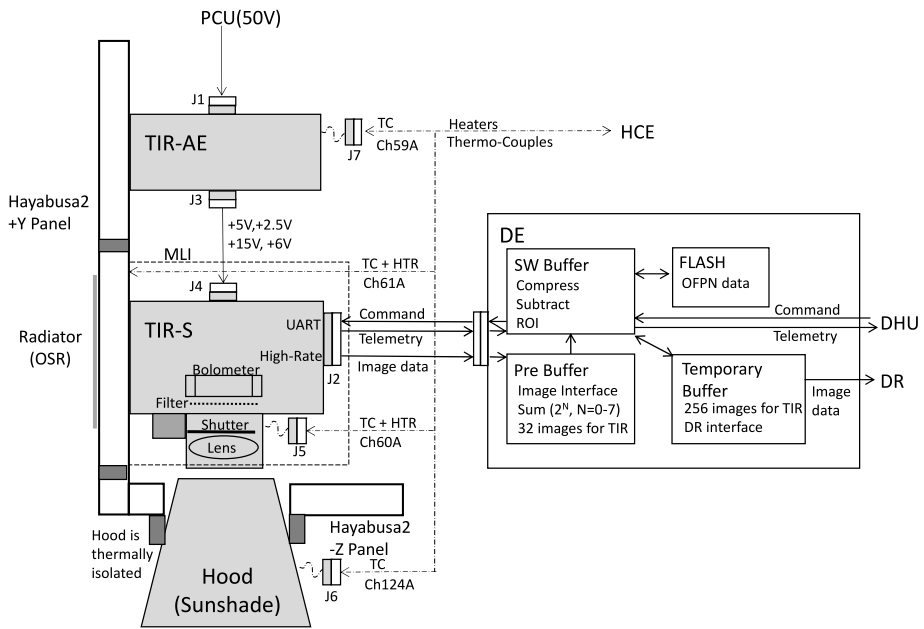 PCU(50V)
J1
TIR-AE
TC
Ch59A
J7
Heaters
Thermo-Couples
HCE
J3
Hayabusa2
+Y Panel
+5V,+2.5V
+15V, +6V
MLI
TC + HTR
Ch61A
J4
TIR-S
UART
High-Rate
J2
Command
Telemetry
Image data
Radiator
(OSR)
Bolometer
Filter
Shutter
Lens
J5
TC + HTR
Ch60A
DE
SW Buffer
Compress
Subtract
ROI
FLASH
OFPN data
Command
Telemetry
DHU
Pre Buffer
Image Interface
Sum (2ᴺ, N=0-7)
32 images for TIR
Temporary
Buffer
256 images for TIR
DR interface
Image
data
DR
Hood is
thermally
isolated
Hayabusa2
-Z Panel
Hood
(Sunshade)
TC
Ch124A
J6